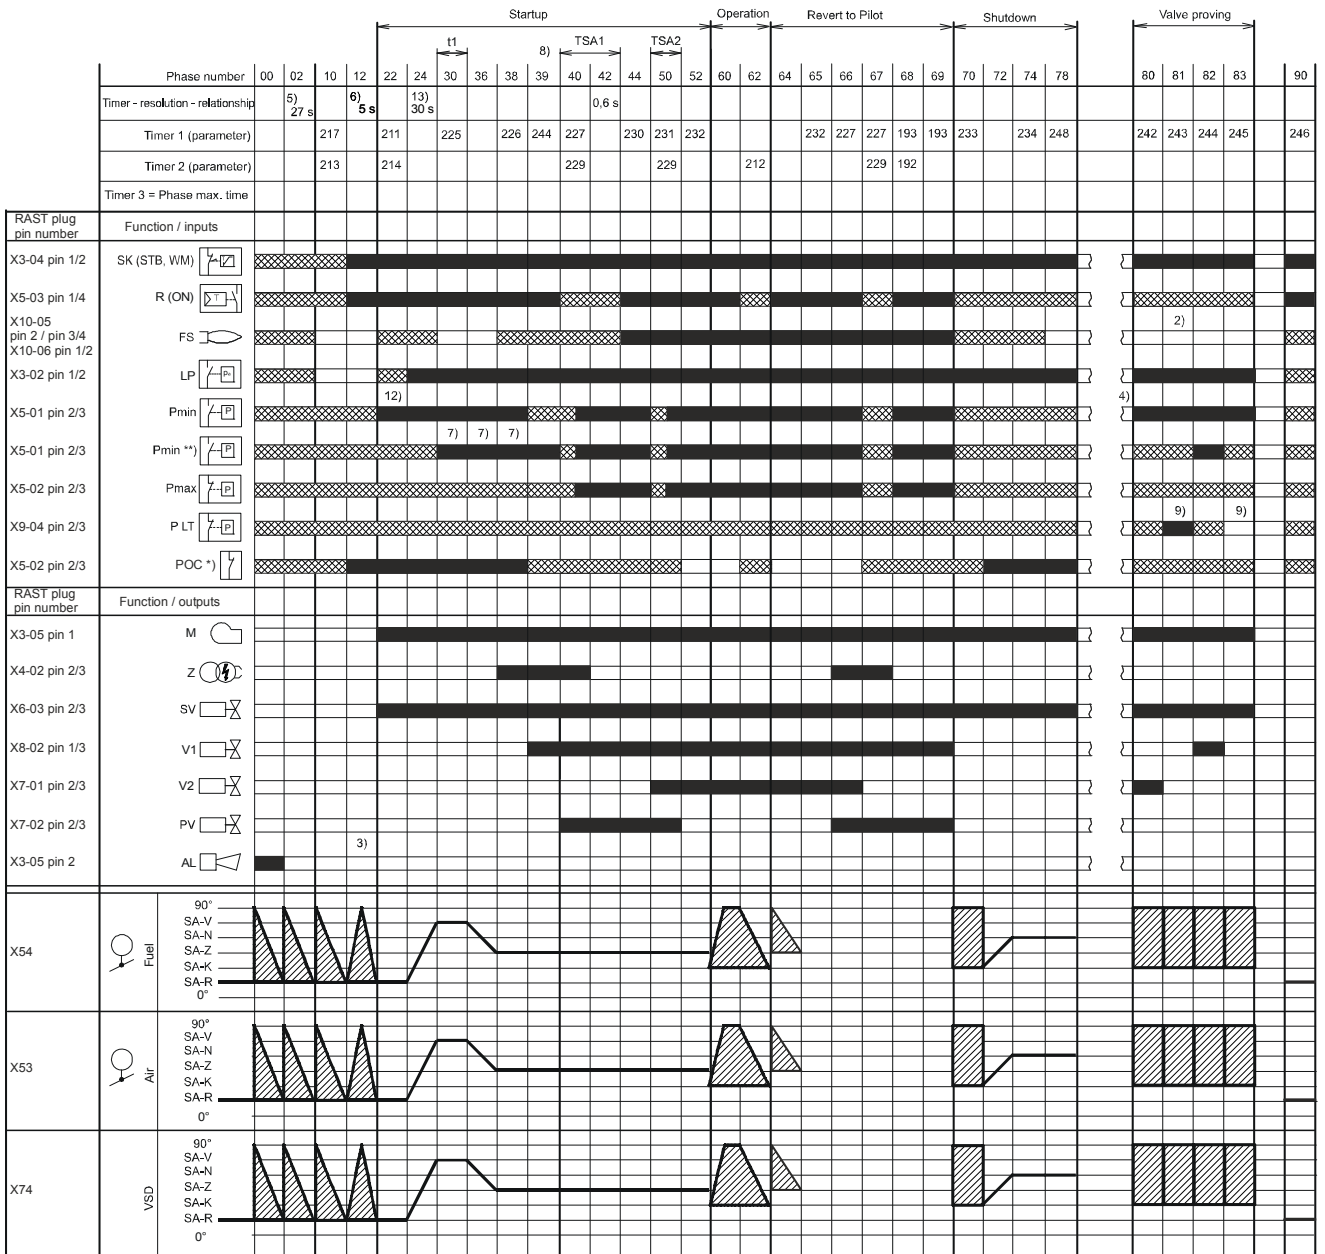 Startup Operation Revert to Pilot Shutdown Valve proving
t1 8) TSA1 TSA2
Phase number 00 02 10 12 22 24 30 36 38 39 40 42 44 50 52 60 62 64 65 66 67 68 69 70 72 74 78 80 81 82 83 90
Timer - resolution - relationship 5) 27 s 6) 5 s 13) 30 s 0,6 s
Timer 1 (parameter) 217 211 225 226 244 227 230 231 232 232 227 227 193 193 233 234 248 242 243 244 245 246
Timer 2 (parameter) 213 214 229 229 212 229 192
Timer 3 = Phase max. time
RAST plug
pin number Function / inputs
X3-04 pin 1/2 SK (STB, WM)
X5-03 pin 1/4 R (ON) T
X10-05
pin 2 / pin 3/4 FS 2)
X10-06 pin 1/2
X3-02 pin 1/2 LP
12) 4)
X5-01 pin 2/3 Pmin P
7) 7) 7)
X5-01 pin 2/3 Pmin **) P
X5-02 pin 2/3 Pmax P
9) 9)
X9-04 pin 2/3 P LT P
X5-02 pin 2/3 POC *)
RAST plug
pin number Function / outputs
X3-05 pin 1 M
X4-02 pin 2/3 Z
X6-03 pin 2/3 SV
X8-02 pin 1/3 V1
X7-01 pin 2/3 V2
X7-02 pin 2/3 PV
3)
X3-05 pin 2 AL
X54 Fuel
90°
SA-V
SA-N
SA-Z
SA-K
SA-R
0°
X53 Air
90°
SA-V
SA-N
SA-Z
SA-K
SA-R
0°
X74 VSD
90°
SA-V
SA-N
SA-Z
SA-K
SA-R
0°